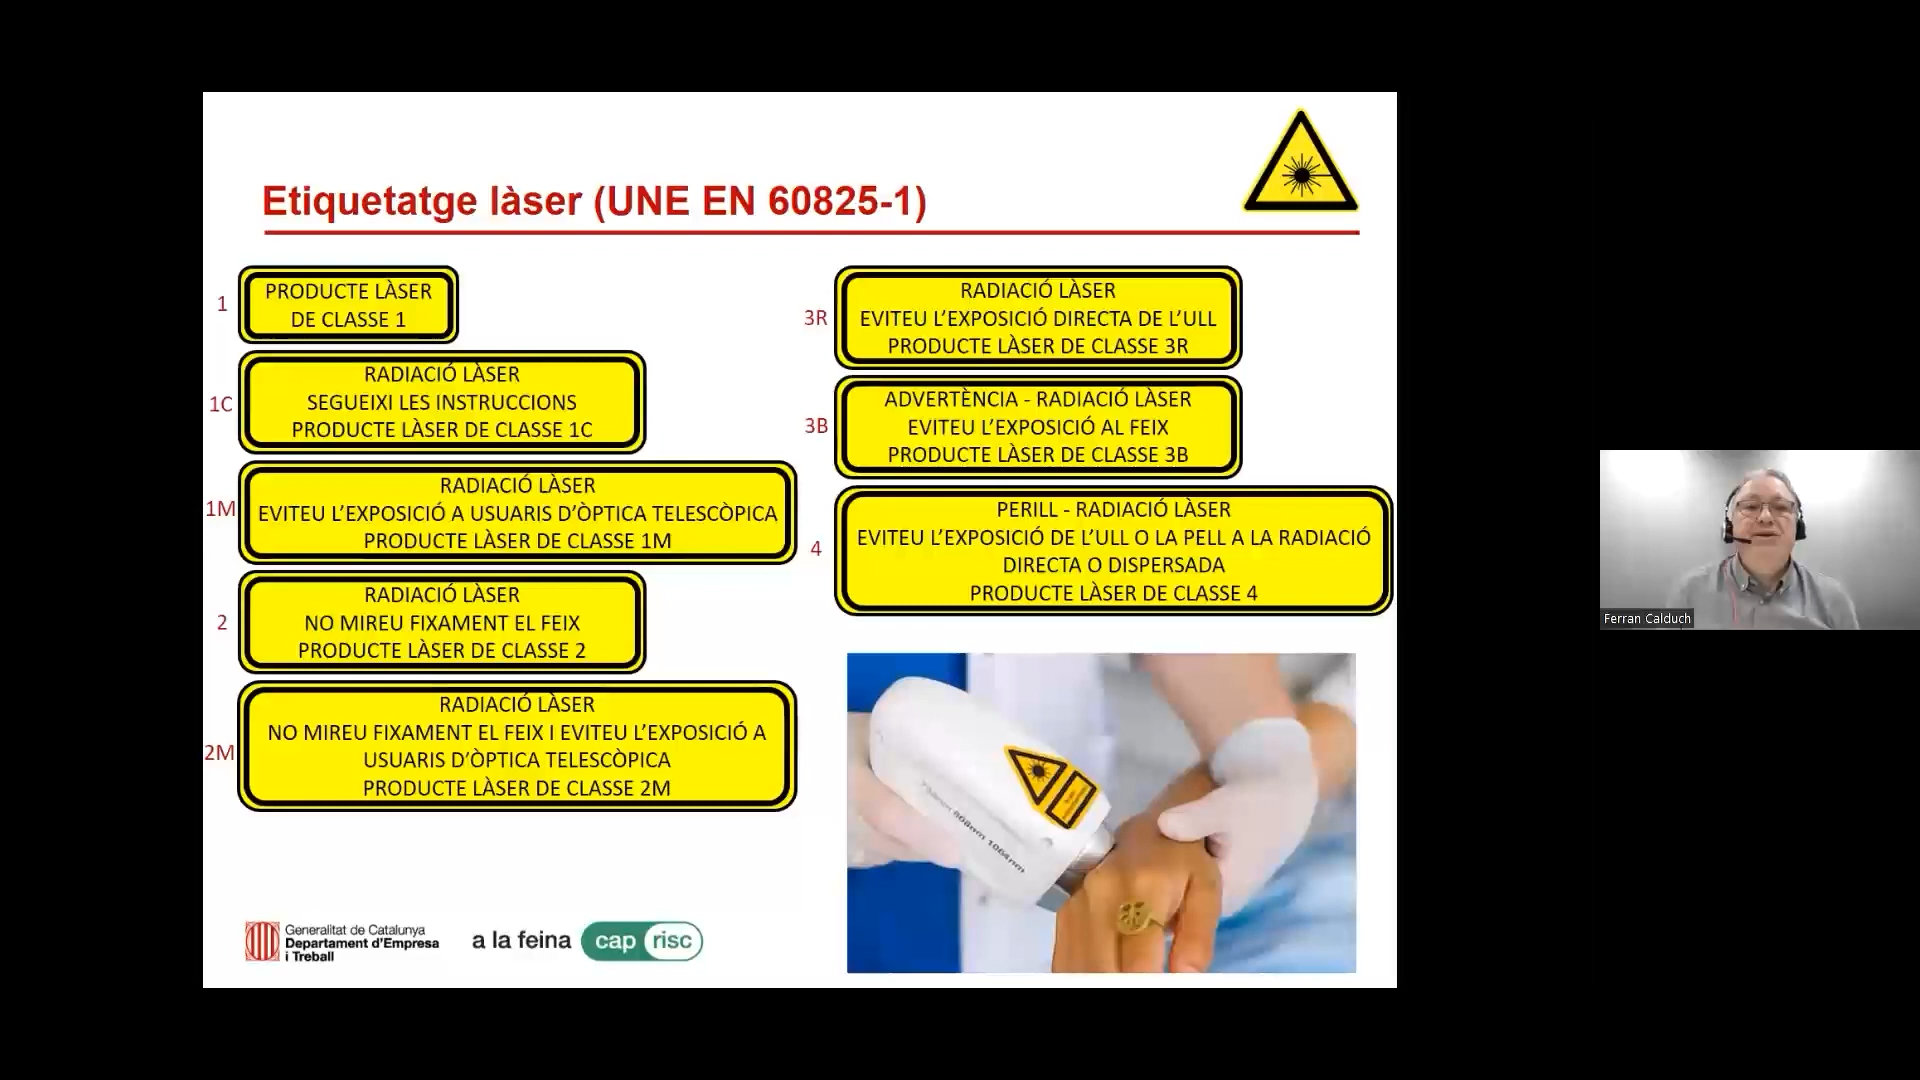 Etiquetatge làser (UNE EN 60825-1)
1
PRODUCTE LÀSER
DE CLASSE 1
1C
RADIACIÓ LÀSER
SEGUEIXI LES INSTRUCCIONS
PRODUCTE LÀSER DE CLASSE 1C
1M
RADIACIÓ LÀSER
EVITEU L’EXPOSICIÓ A USUARIS D’ÒPTICA TELESCÒPICA
PRODUCTE LÀSER DE CLASSE 1M
2
RADIACIÓ LÀSER
NO MIREU FIXAMENT EL FEIX
PRODUCTE LÀSER DE CLASSE 2
2M
RADIACIÓ LÀSER
NO MIREU FIXAMENT EL FEIX I EVITEU L’EXPOSICIÓ A
USUARIS D’ÒPTICA TELESCÒPICA
PRODUCTE LÀSER DE CLASSE 2M
3R
RADIACIÓ LÀSER
EVITEU L’EXPOSICIÓ DIRECTA DE L’ULL
PRODUCTE LÀSER DE CLASSE 3R
3B
ADVERTÈNCIA - RADIACIÓ LÀSER
EVITEU L’EXPOSICIÓ AL FEIX
PRODUCTE LÀSER DE CLASSE 3B
4
PERILL - RADIACIÓ LÀSER
EVITEU L’EXPOSICIÓ DE L’ULL O LA PELL A LA RADIACIÓ
DIRECTA O DISPERSADA
PRODUCTE LÀSER DE CLASSE 4
808nm 1064nm
Generalitat de Catalunya
Departament d’Empresa
i Treball
a la feina cap risc
Ferran Calduch